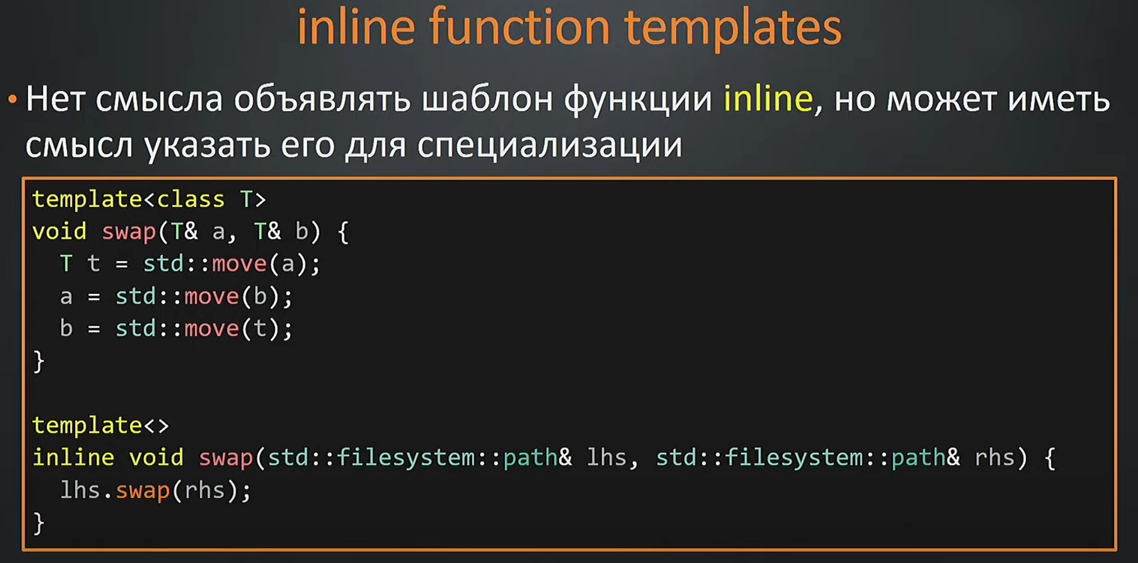 inline function templates
• Нет смысла объявлять шаблон функции inline, но может иметь
смысл указать его для специализации
template<class T>
void swap(T& a, T& b) {
  T t = std::move(a);
  a = std::move(b);
  b = std::move(t);
}

template<>
inline void swap(std::filesystem::path& lhs, std::filesystem::path& rhs) {
  lhs.swap(rhs);
}